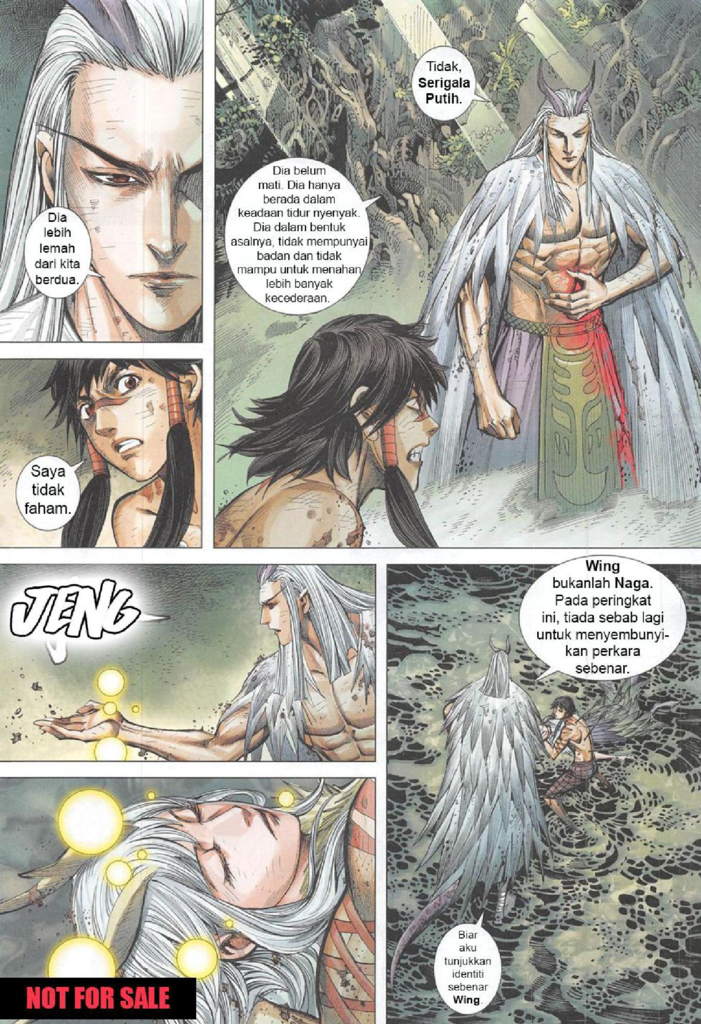 Dia
lebih
lemah
dari kita
berdua.
Tidak,
Serigala
Putih.
Dia belum
mati. Dia hanya
berada dalam
keadaan tidur nyenyak.
Dia dalam bentuk
asalnya, tidak mempunyai
badan dan tidak
mampu untuk menahan
lebih banyak
kecederaan.
Saya
tidak
faham.
JENG
Wing
bukanlah Naga.
Pada peringkat
ini, tiada sebab lagi
untuk menyembunyi-
kan perkara
sebenar.
Biar
aku
tunjukkan
identiti
sebenar
Wing.
NOT FOR SALE